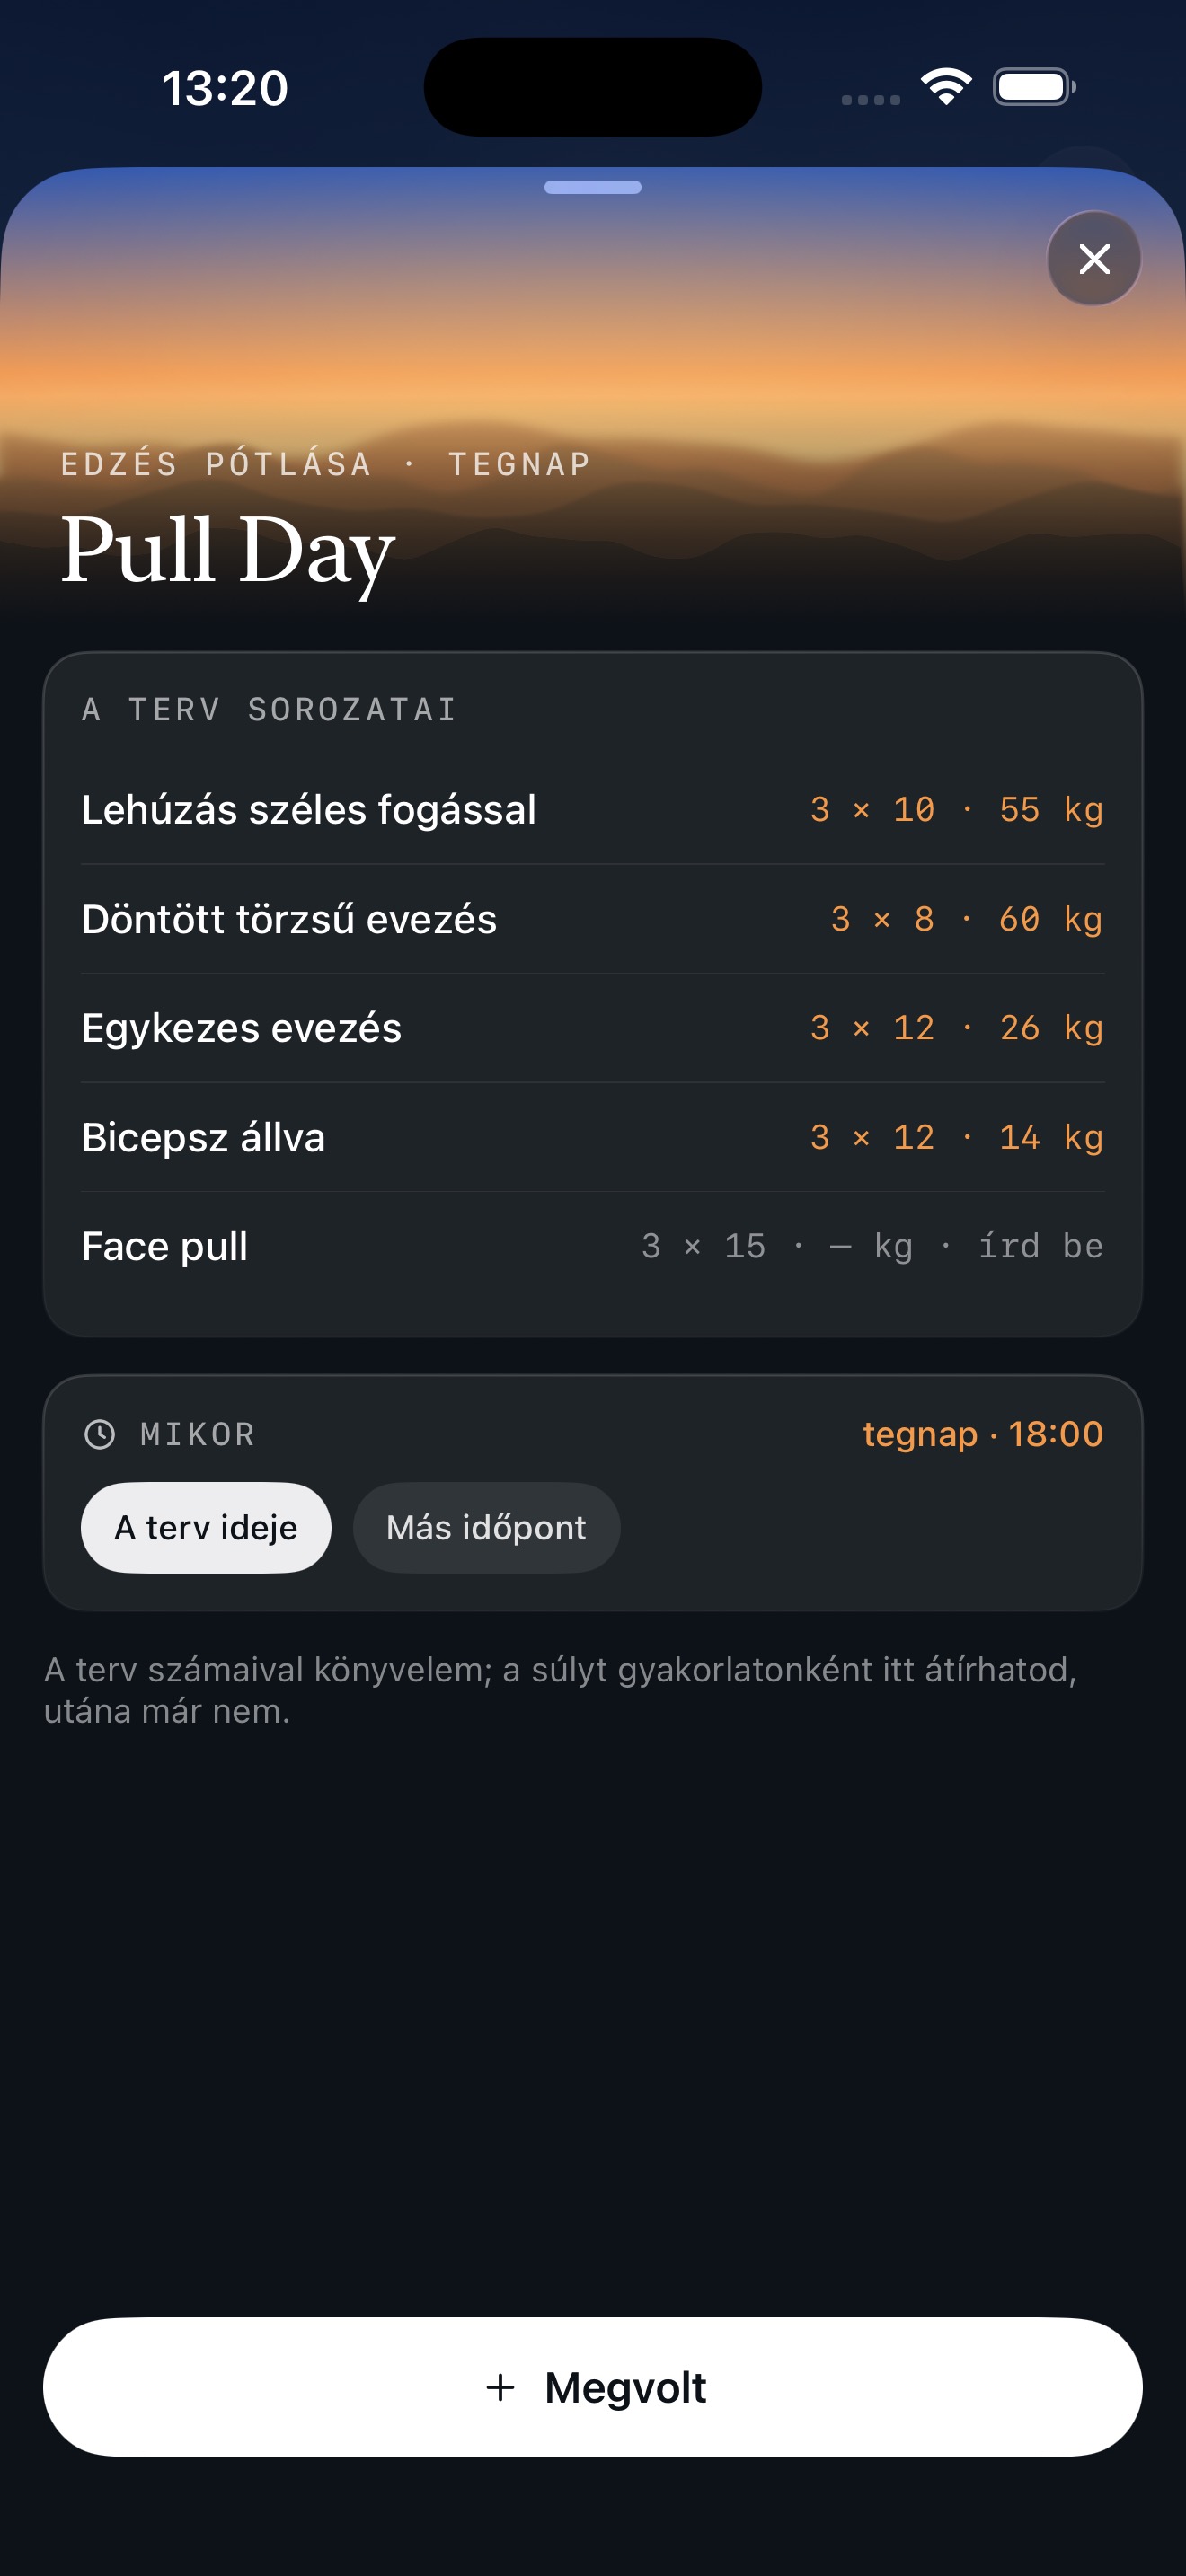 13:20
EDZÉS PÓTLÁSA · TEGNAP
Pull Day
A TERV SOROZATAI
Lehúzás széles fogással 3 × 10 · 55 kg
Döntött törzsű evezés 3 × 8 · 60 kg
Egykezes evezés 3 × 12 · 26 kg
Bicepsz állva 3 × 12 · 14 kg
Face pull 3 × 15 · — kg · írd be
MIKOR tegnap · 18:00
A terv ideje Más időpont
A terv számaival könyvelem; a súlyt gyakorlatonként itt átírhatod,
utána már nem.
+ Megvolt